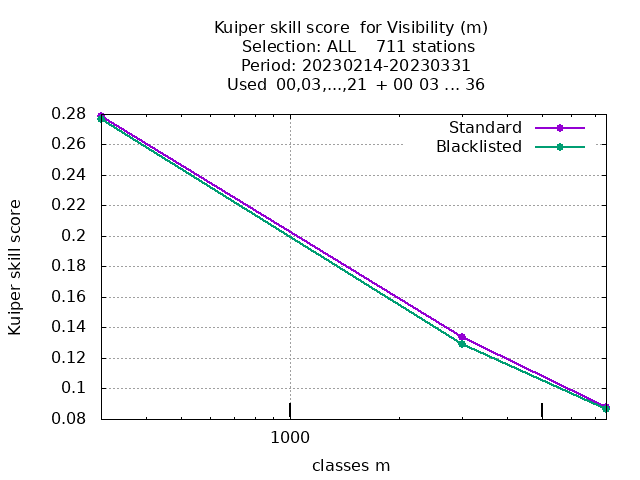 Kuiper skill score  for Visibility (m)
Selection: ALL    711 stations
Period: 20230214-20230331
Used  00,03,...,21  + 00 03 ... 36
Standard
Blacklisted
0.28
0.26
0.24
0.22
0.2
0.18
0.16
0.14
0.12
0.1
0.08
Kuiper skill score
1000
classes m